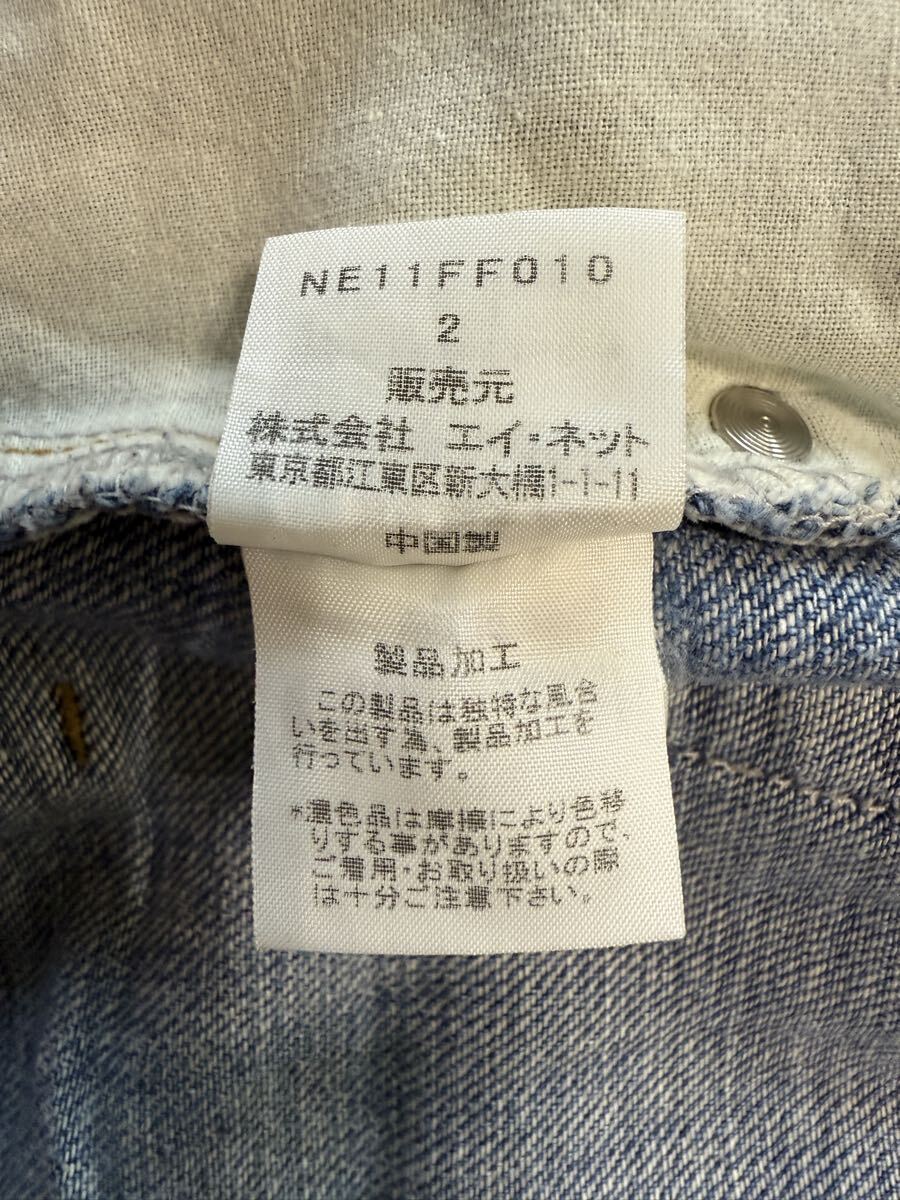 NE11FF010
2
販売元
株式会社 エイ・ネット
東京都江東区新大橋1-1-11
中国製
製品加工
この製品は独特な風合
いを出す為、製品加工を
行っています。
*濃色品は摩擦により色移
りする事がありますので、
ご着用・お取り扱いの際
は十分ご注意下さい。